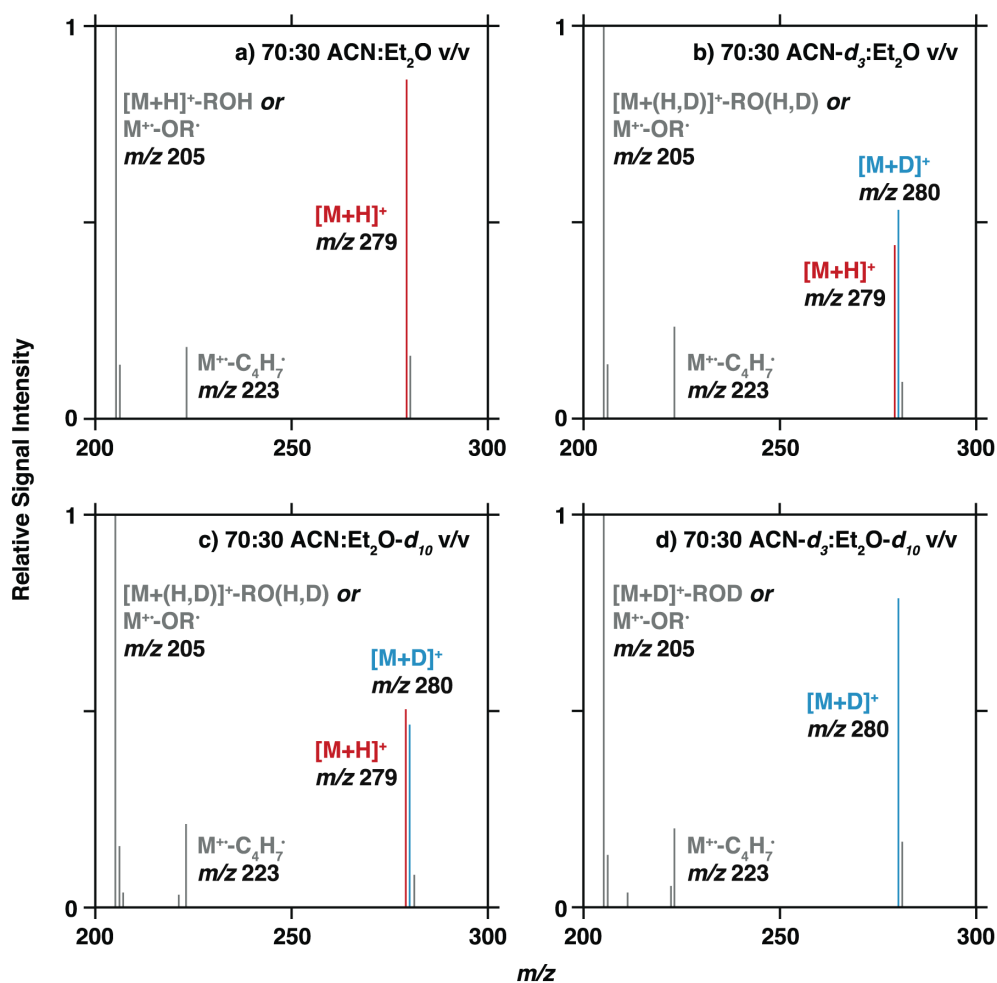 Relative Signal Intensity
1
a) 70:30 ACN:Et₂O v/v
[M+H]⁺-ROH or
M⁺·-OR·
m/z 205
[M+H]⁺
m/z 279
M⁺·-C₄H₇·
m/z 223
0
200
250
300
1
b) 70:30 ACN-d₃:Et₂O v/v
[M+(H,D)]⁺-RO(H,D) or
M⁺·-OR·
m/z 205
[M+D]⁺
m/z 280
[M+H]⁺
m/z 279
M⁺·-C₄H₇·
m/z 223
0
200
250
300
1
c) 70:30 ACN:Et₂O-d₁₀ v/v
[M+(H,D)]⁺-RO(H,D) or
M⁺·-OR·
m/z 205
[M+D]⁺
m/z 280
[M+H]⁺
m/z 279
M⁺·-C₄H₇·
m/z 223
0
200
250
300
1
d) 70:30 ACN-d₃:Et₂O-d₁₀ v/v
[M+D]⁺-ROD or
M⁺·-OR·
m/z 205
[M+D]⁺
m/z 280
M⁺·-C₄H₇·
m/z 223
0
200
250
300
m/z